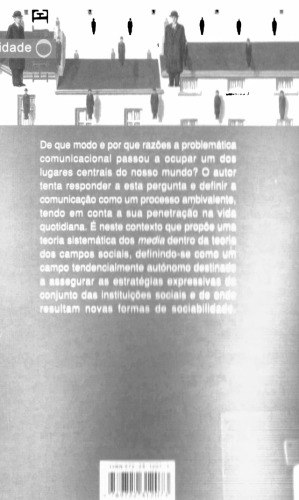 idade
De que modo e por que razões a problemática
comunicacional passou a ocupar um dos
lugares centrais do nosso mundo? O autor
tenta responder a esta pergunta e definir a
comunicação como um processo ambivalente,
tendo em conta a sua penetração na vida
quotidiana. É neste contexto que propõe uma
teoria sistemática dos media dentro da teoria
dos campos sociais, definindo-se como um
campo tendencialmente autónomo destinado
a assegurar as estratégias expressivas do
conjunto das instituições sociais e de onde
resultam novas formas de sociabilidade.